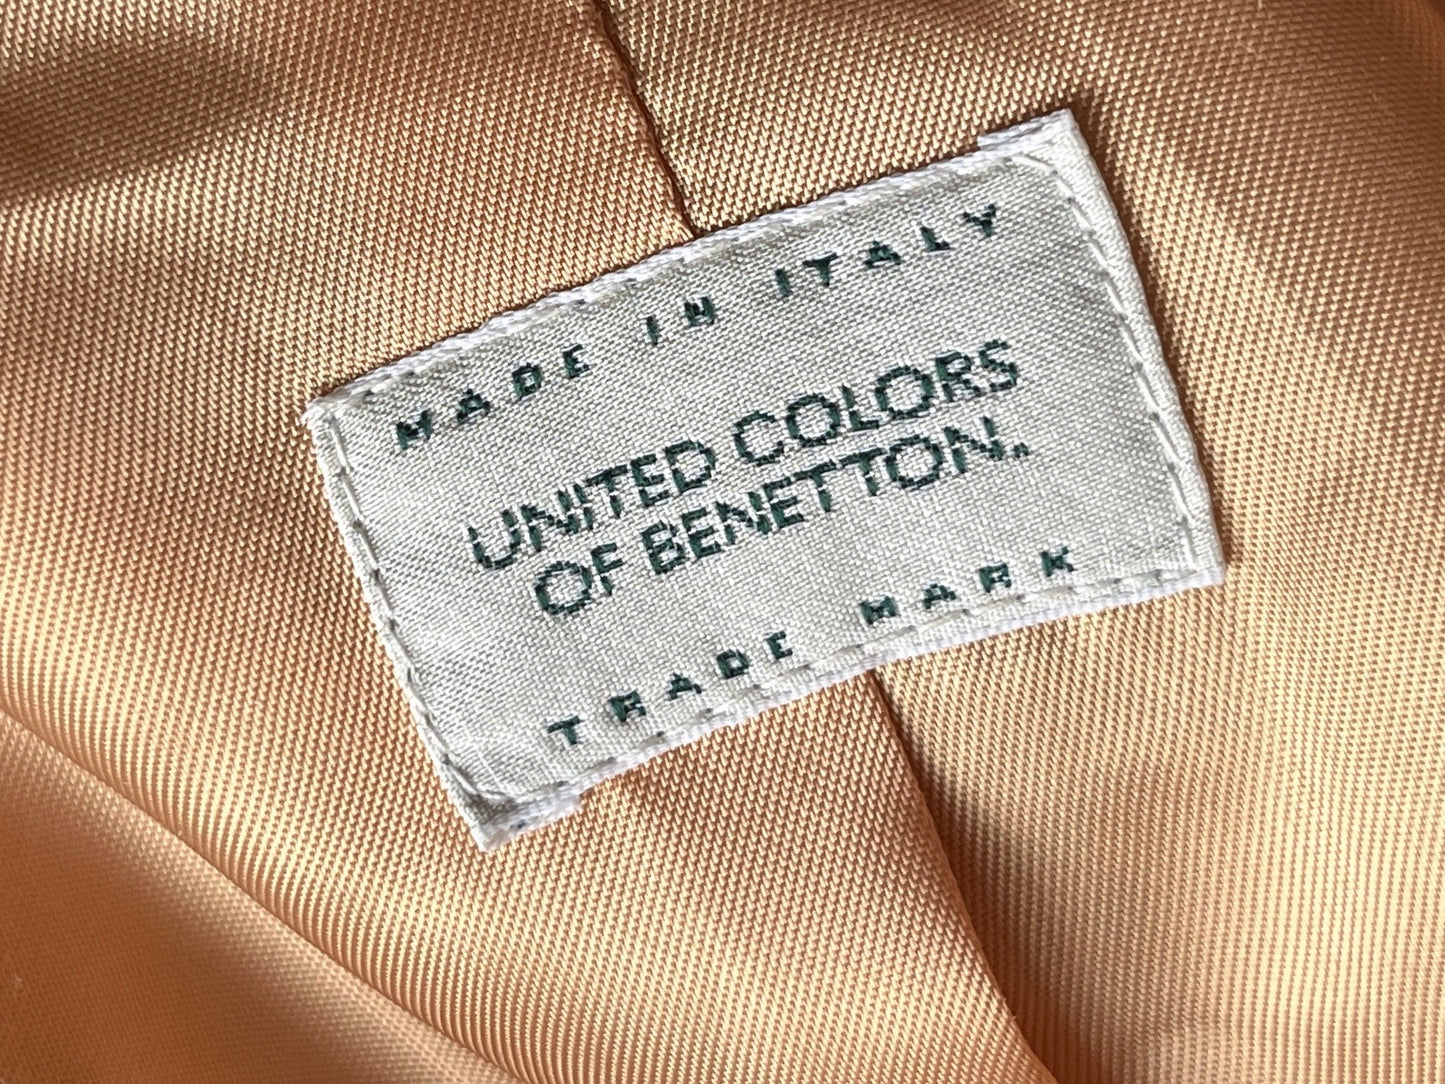 MADE IN ITALY
UNITED COLORS
OF BENETTON.
TRADE MARK